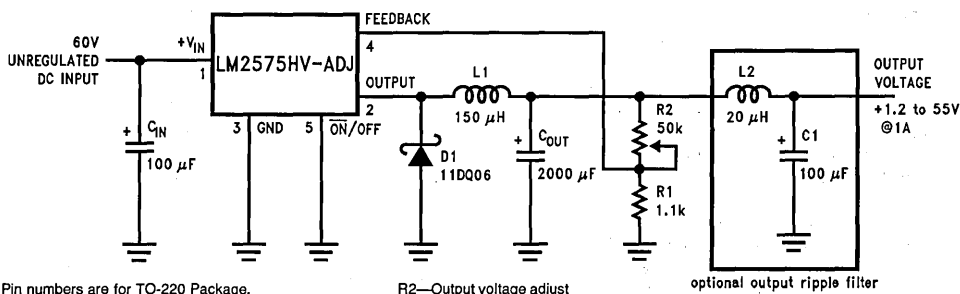 FEEDBACK
60V
UNREGULATED
DC INPUT
+VIN
1
LM2575HV-ADJ
4
OUTPUT
2
3 GND
5 O̅N̅/OFF
+
CIN
100 μF
D1
11DQ06
L1
150 μH
+
COUT
2000 μF
R2
50k
R1
1.1k
L2
20 μH
+
C1
100 μF
OUTPUT
VOLTAGE
+1.2 to 55V
@1A
optional output ripple filter
Pin numbers are for TO-220 Package.
R2—Output voltage adjust